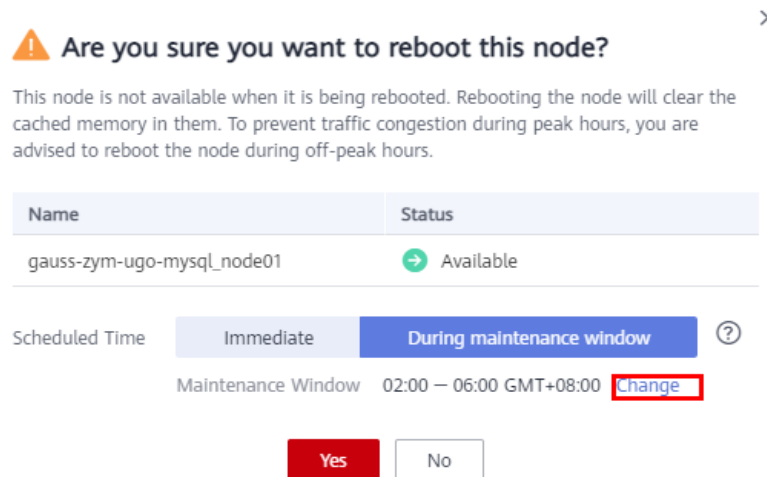 Are you sure you want to reboot this node?
This node is not available when it is being rebooted. Rebooting the node will clear the
cached memory in them. To prevent traffic congestion during peak hours, you are
advised to reboot the node during off-peak hours.
Name Status
gauss-zym-ugo-mysql_node01 Available
Scheduled Time Immediate During maintenance window ?
Maintenance Window 02:00 — 06:00 GMT+08:00 Change
Yes No